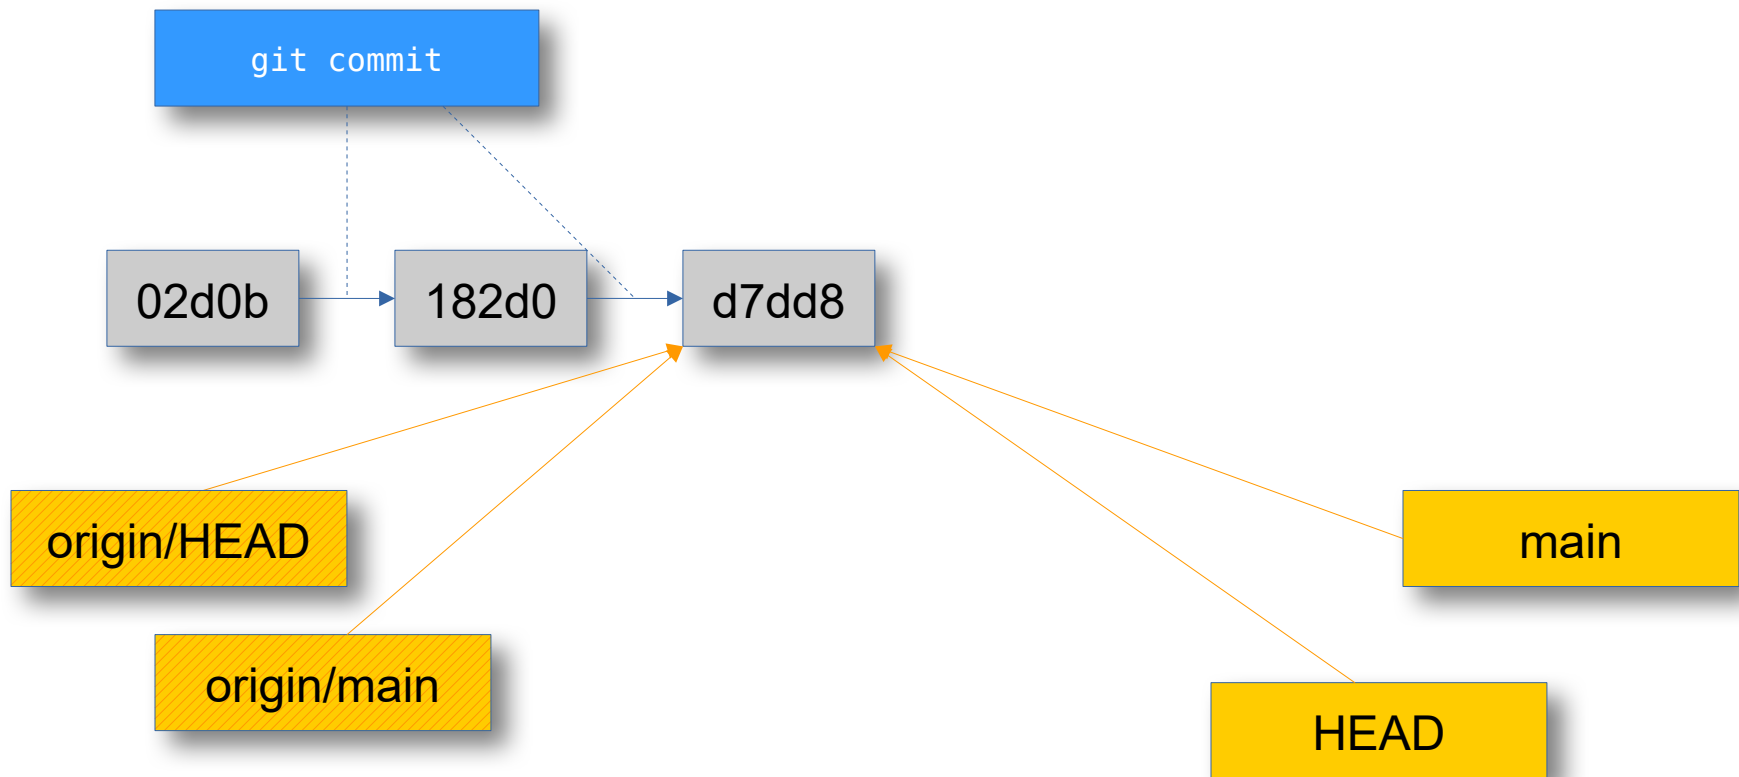 git commit
02d0b
182d0
d7dd8
origin/HEAD
main
origin/main
HEAD